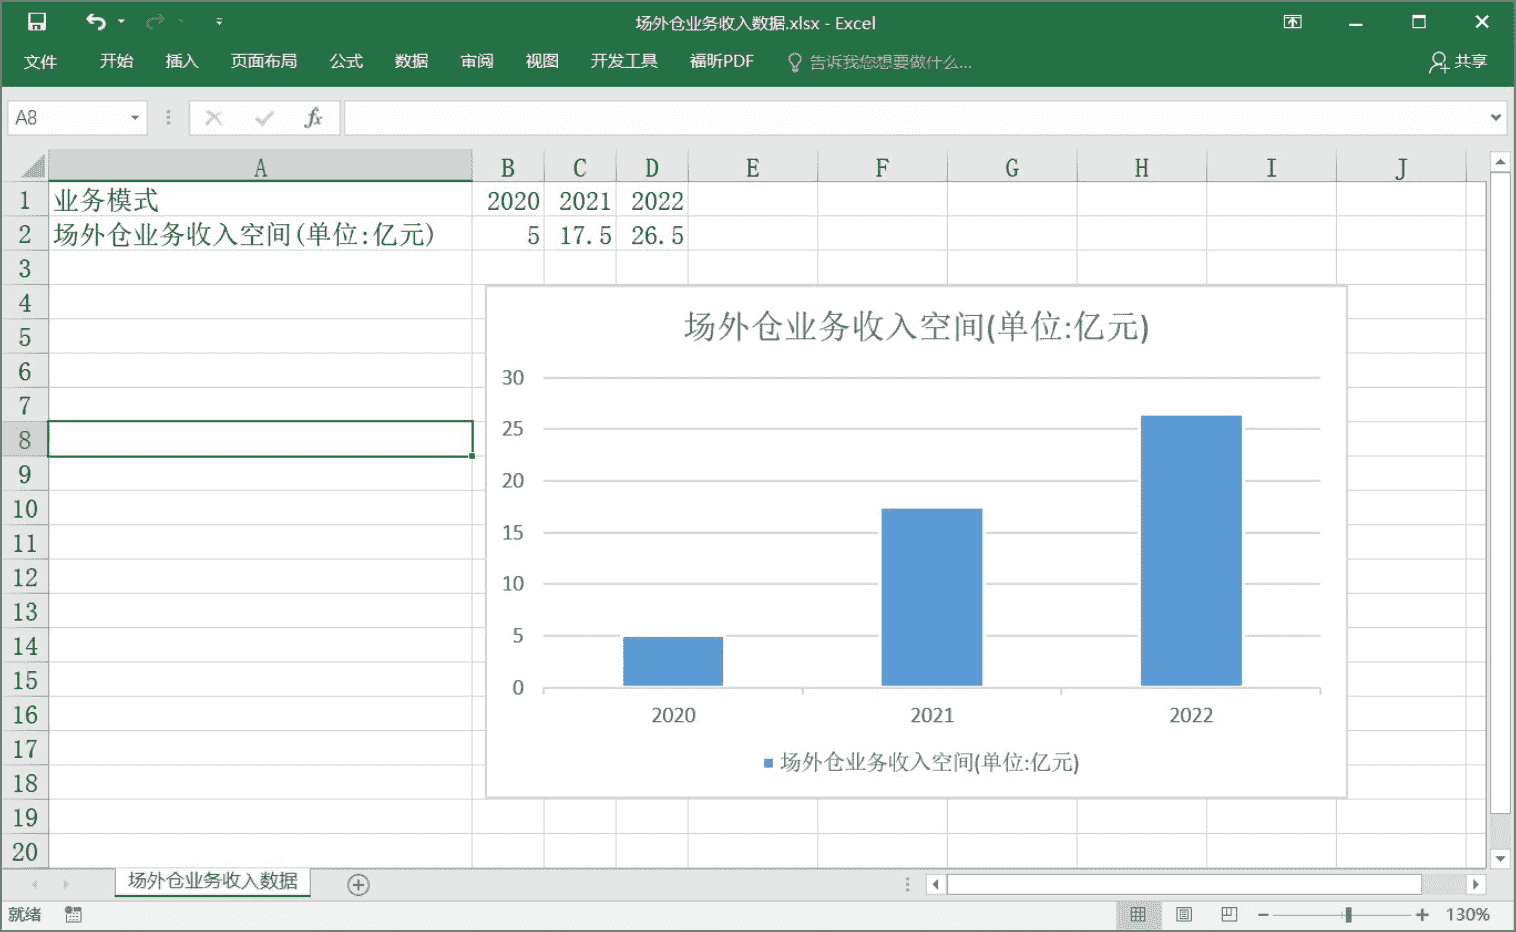 场外仓业务收入数据.xlsx - Excel
文件 开始 插入 页面布局 公式 数据 审阅 视图 开发工具 福昕PDF 告诉我您想要做什么... 共享
A8 fx
A B C D E F G H I J
1 业务模式 2020 2021 2022
2 场外仓业务收入空间(单位:亿元) 5 17.5 26.5
3
4
5
6
7
8
9
10
11
12
13
14
15
16
17
18
19
20
场外仓业务收入空间(单位:亿元)
30
25
20
15
10
5
0
2020 2021 2022
场外仓业务收入空间(单位:亿元)
场外仓业务收入数据
就绪 130%